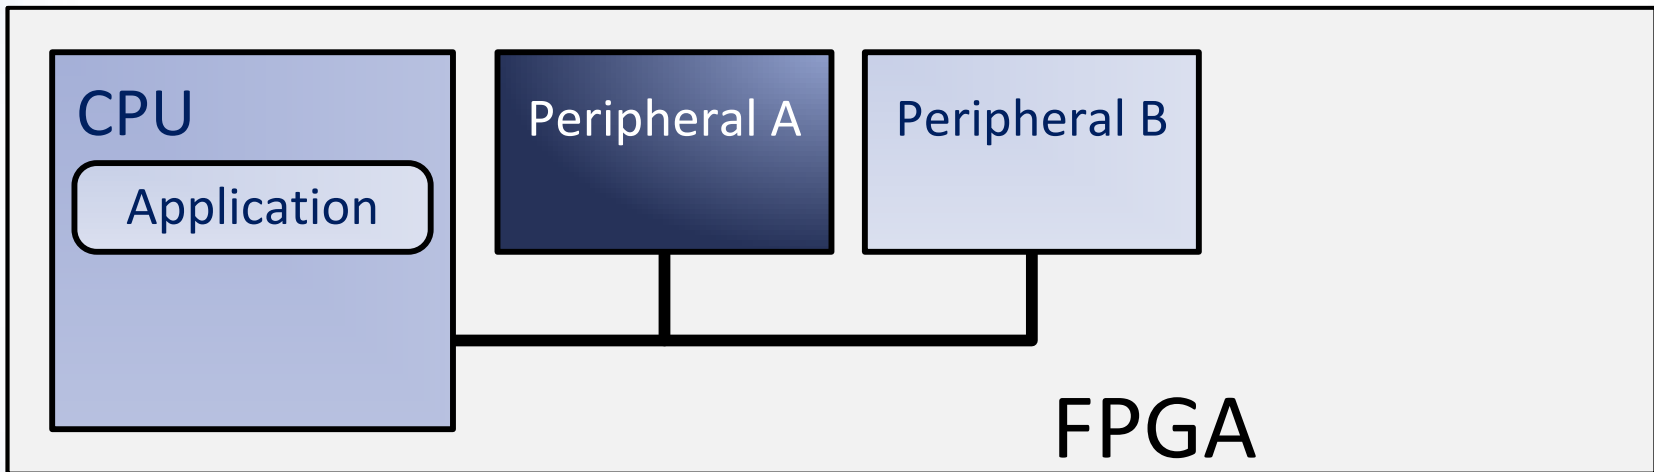 CPU
Application
Peripheral A
Peripheral B
FPGA